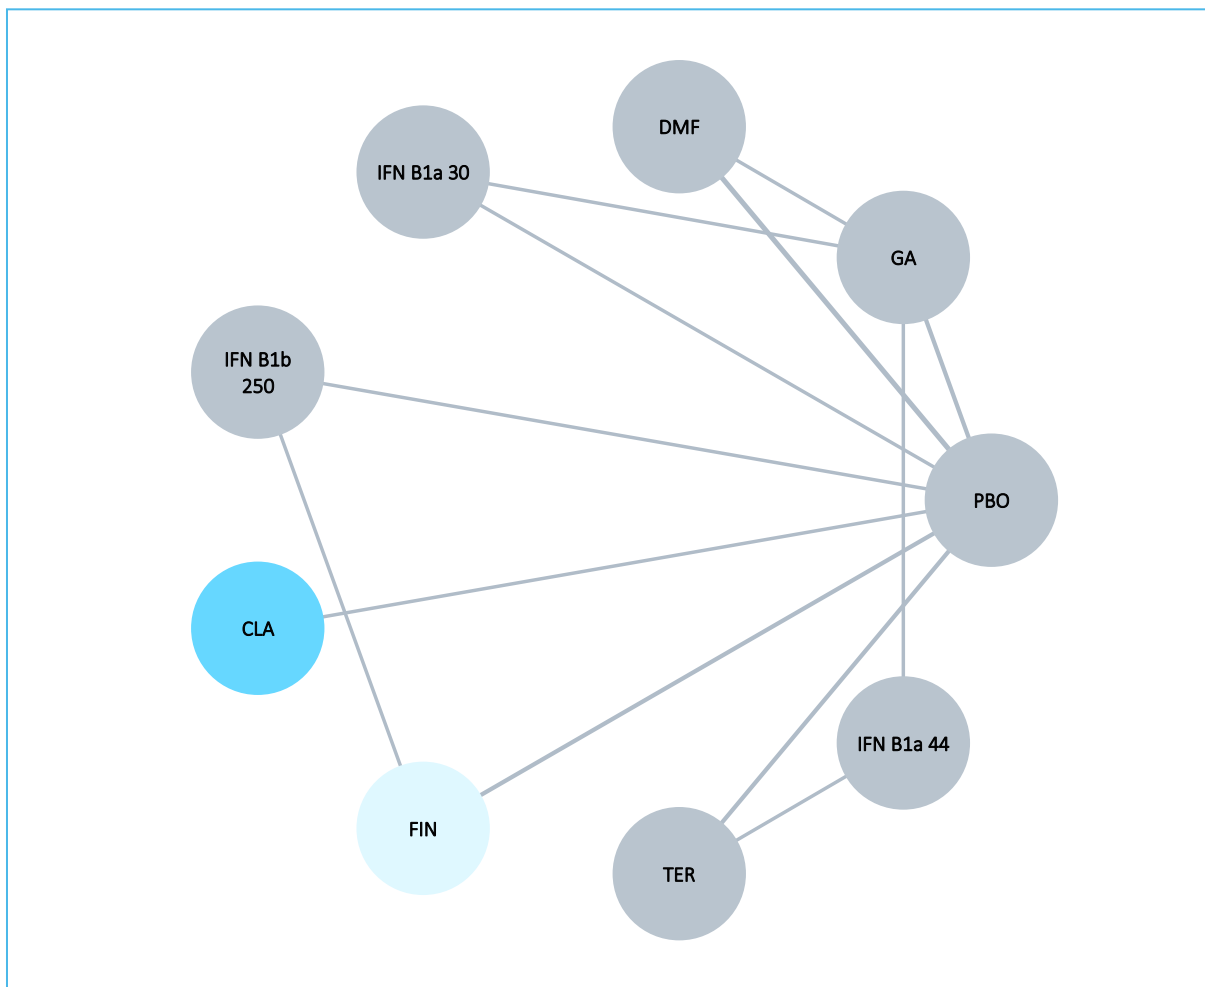 DMF
IFN B1a 30
GA
IFN B1b
250
PBO
CLA
IFN B1a 44
FIN
TER